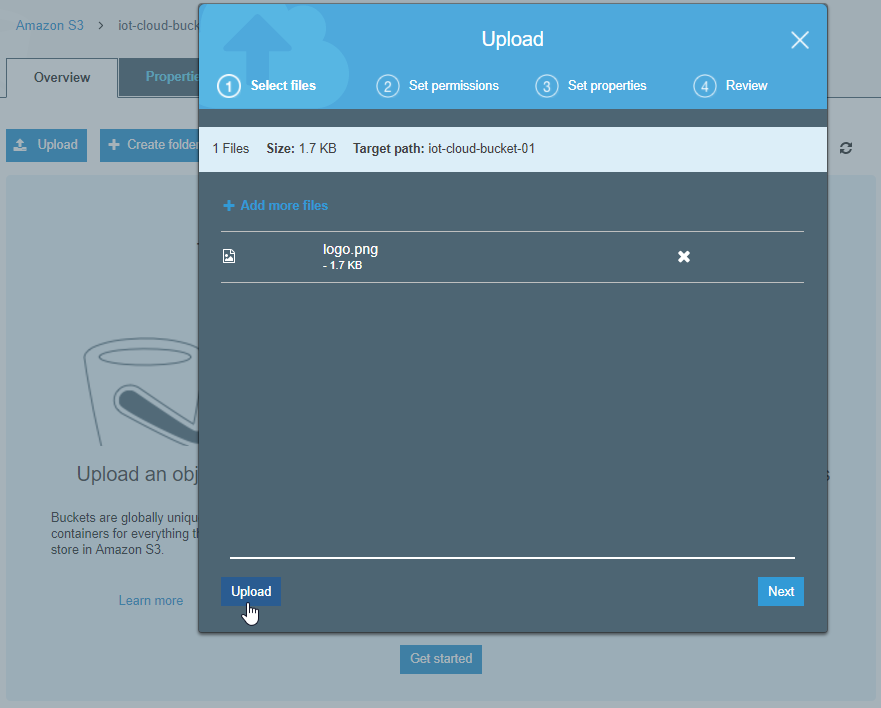 Amazon S3 > iot-cloud-buck
Overview
Upload
Create folder
Upload
1 Select files
2 Set permissions
3 Set properties
4 Review
1 Files Size: 1.7 KB Target path: iot-cloud-bucket-01
Add more files
logo.png
- 1.7 KB
Upload
Next
Upload an obj
Buckets are globally uniqu
containers for everything t
store in Amazon S3.
Learn more
Get started